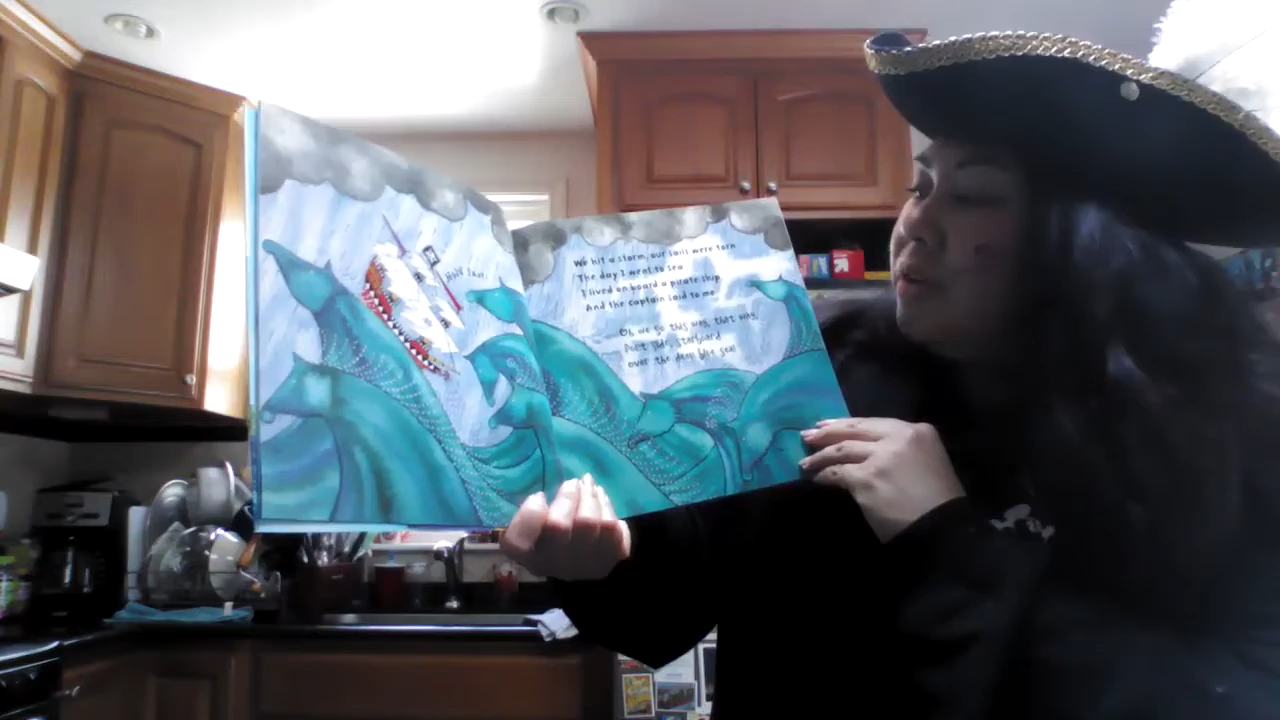 Hold fast!
We hit a storm, our sails were torn
The day I went to sea
I lived on board a pirate ship
And the captain said to me
Oh we go this way, that way,
Port side, starboard
over the deep blue sea!